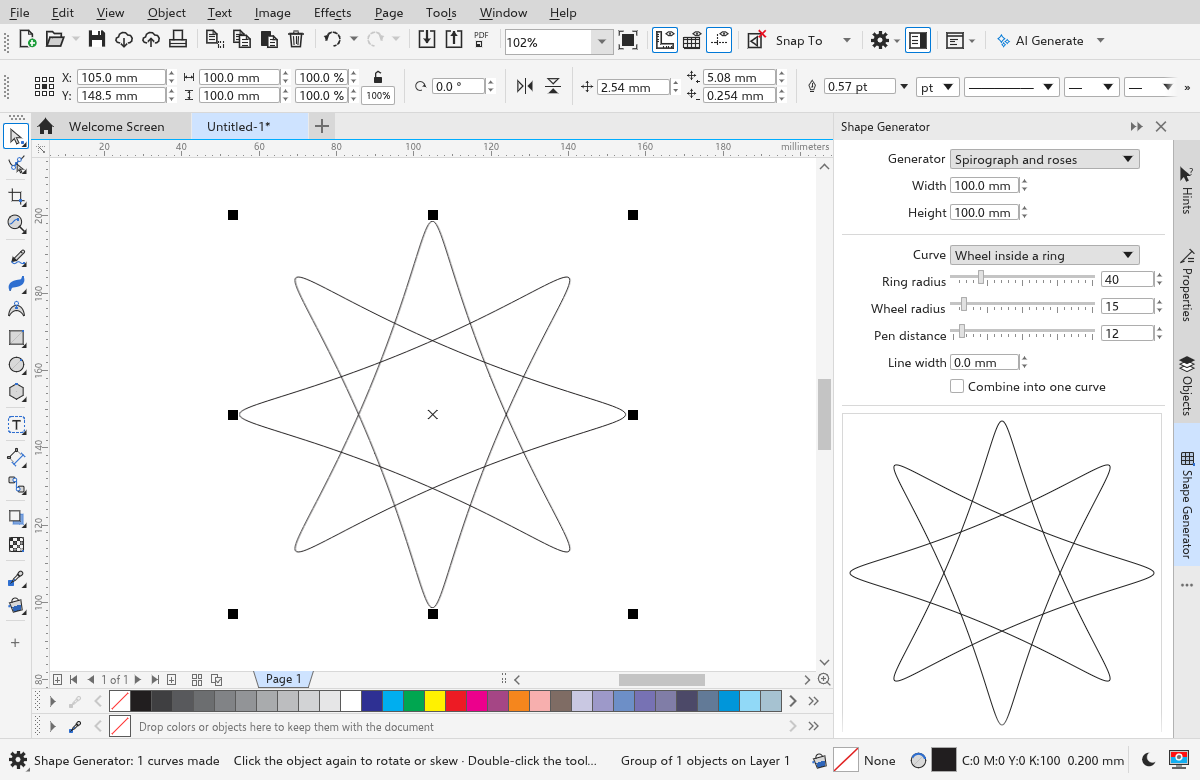 File Edit View Object Text Image Effects Page Tools Window Help
PDF 102% Snap To AI Generate
X: 105.0 mm 100.0 mm 100.0 % 0.0 ° 2.54 mm 5.08 mm 0.57 pt pt »
Y: 148.5 mm 100.0 mm 100.0 % 100% 0.254 mm
Welcome Screen Untitled-1*
20 40 60 80 100 120 140 160 180 millimeters
200
180
160
140
120
100
80
Shape Generator
Generator Spirograph and roses
Width 100.0 mm
Height 100.0 mm
Curve Wheel inside a ring
Ring radius 40
Wheel radius 15
Pen distance 12
Line width 0.0 mm
Combine into one curve
Hints
Properties
Objects
Shape Generator
1 of 1 Page 1
Drop colors or objects here to keep them with the document
Shape Generator: 1 curves made Click the object again to rotate or skew · Double-click the tool... Group of 1 objects on Layer 1 None C:0 M:0 Y:0 K:100 0.200 mm